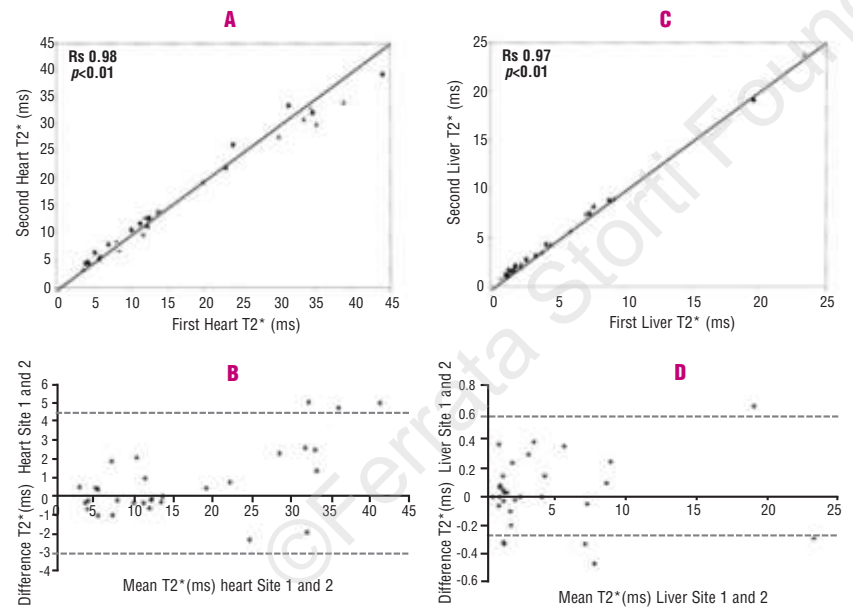 A
Rs 0.98
p<0.01
Second Heart T2* (ms)
45
40
35
30
25
20
15
10
5
0
0 5 10 15 20 25 30 35 40 45
First Heart T2* (ms)
C
Rs 0.97
p<0.01
Second Liver T2* (ms)
25
20
15
10
5
0
0 5 10 15 20 25
First Liver T2* (ms)
B
Difference T2*(ms) Heart Site 1 and 2
6
5
4
3
2
1
0
-1
-2
-3
-4
5 10 15 20 25 30 35 40 45
Mean T2*(ms) heart Site 1 and 2
D
Difference T2*(ms) Liver Site 1 and 2
0.8
0.6
0.4
0.2
0
-0.2
-0.4
-0.6
5 10 15 20 25
Mean T2*(ms) Liver Site 1 and 2
©Ferrata Storti Foun